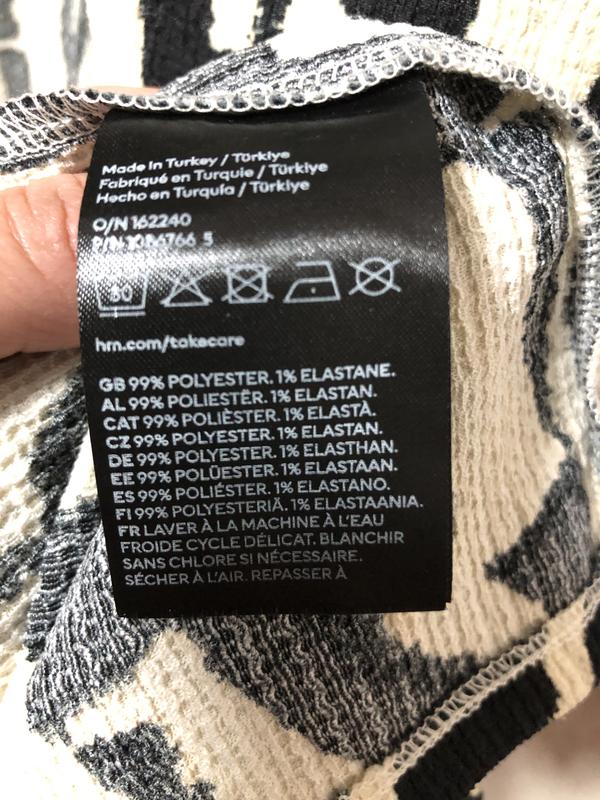 Made in Turkey / Türkiye
Fabriqué en Turquie / Türkiye
Hecho en Turquía / Türkiye
O/N 162240
P/N 1086766 5
30
hm.com/takecare
GB 99% POLYESTER. 1% ELASTANE.
AL 99% POLIESTËR. 1% ELASTAN.
CAT 99% POLIÈSTER. 1% ELASTÀ.
CZ 99% POLYESTER. 1% ELASTAN.
DE 99% POLYESTER. 1% ELASTHAN.
EE 99% POLÜESTER. 1% ELASTAAN.
ES 99% POLIÉSTER. 1% ELASTANO.
FI 99% POLYESTERIÄ. 1% ELASTAANIA.
FR LAVER À LA MACHINE À L'EAU
FROIDE CYCLE DÉLICAT. BLANCHIR
SANS CHLORE SI NÉCESSAIRE.
SÉCHER À L'AIR. REPASSER À